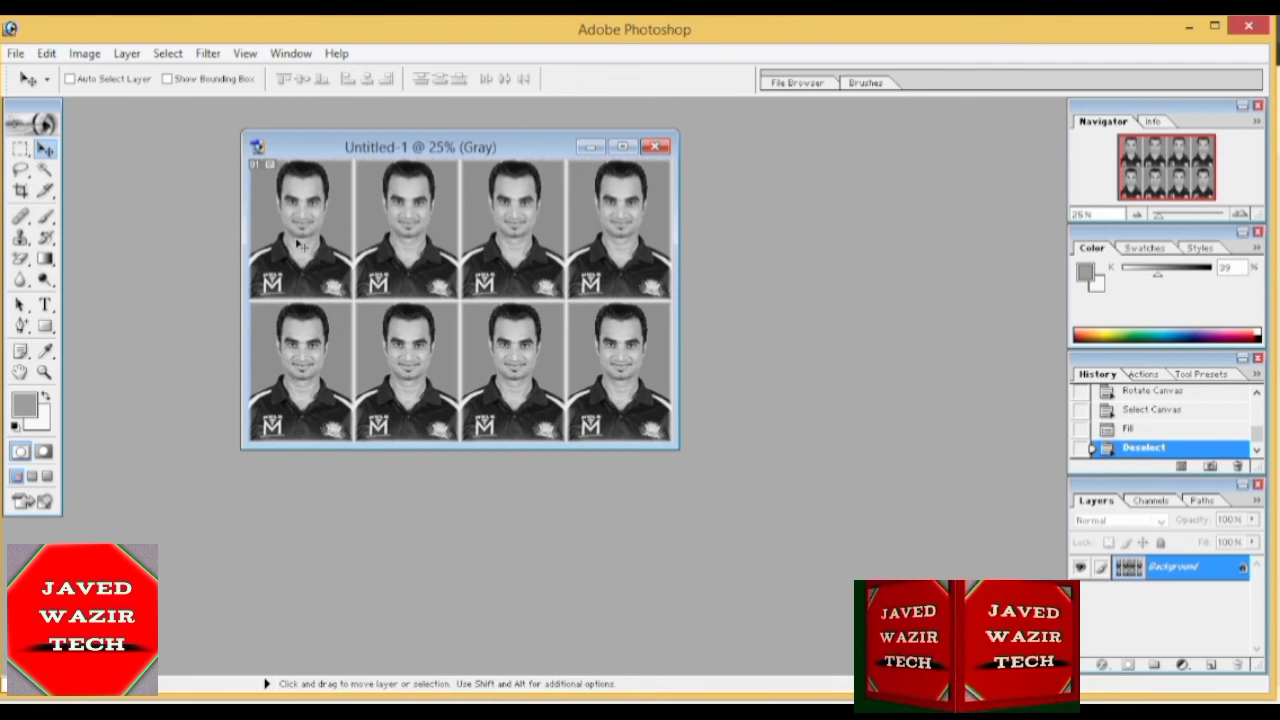 Adobe Photoshop
File Edit Image Layer Select Filter View Window Help
Auto Select Layer Show Bounding Box
File Browser Brushes
Untitled-1 @ 25% (Gray)
01
Navigator Info
25%
Color Swatches Styles
K 39 %
History Actions Tool Presets
Rotate Canvas
Select Canvas
Fill
Deselect
Layers Channels Paths
Normal Opacity: 100%
Lock: Fill: 100%
Background
JAVED
WAZIR
TECH
JAVED
WAZIR
TECH
JAVED
WAZIR
TECH
Click and drag to move layer or selection. Use Shift and Alt for additional options.